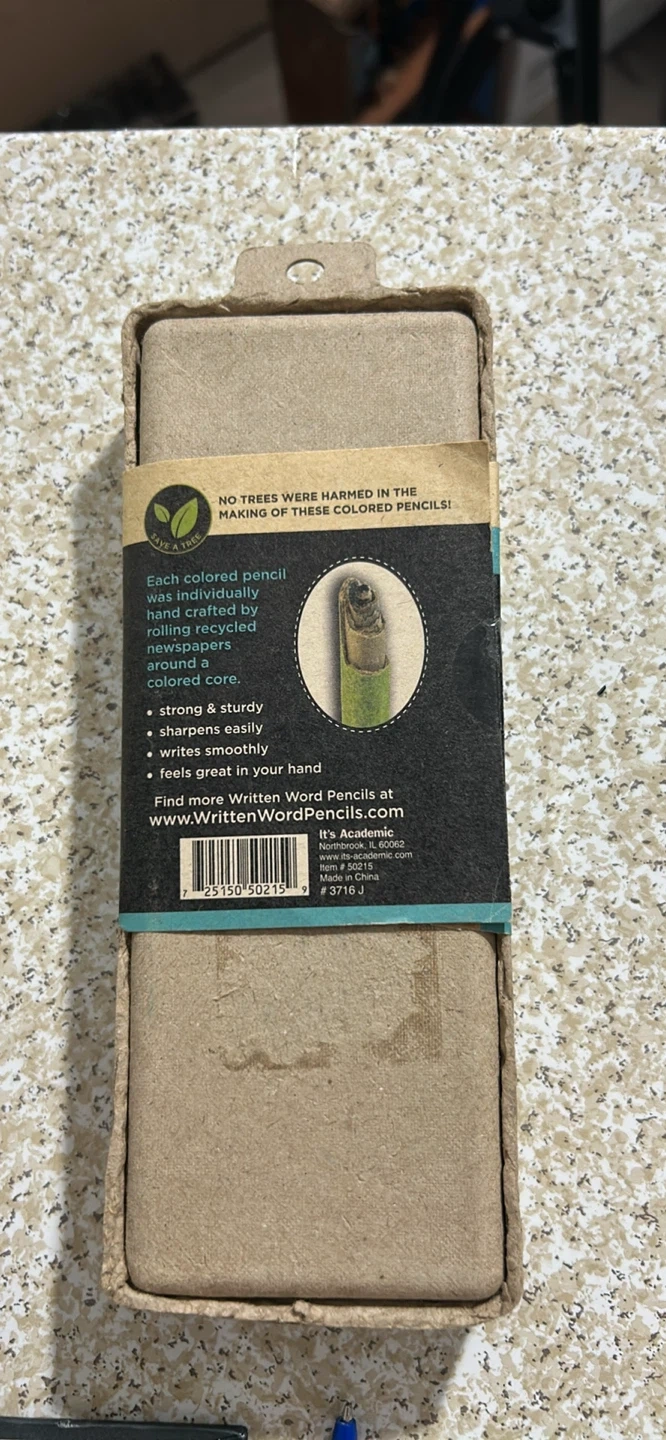 NO TREES WERE HARMED IN THE
MAKING OF THESE COLORED PENCILS!
SAVE A TREE
Each colored pencil
was individually
hand crafted by
rolling recycled
newspapers
around a
colored core.
• strong & sturdy
• sharpens easily
• writes smoothly
• feels great in your hand
Find more Written Word Pencils at
www.WrittenWordPencils.com
It's Academic
Northbrook, IL 60062
www.its-academic.com
Item # 50215
Made in China
# 3716 J
7 25150 50215 9